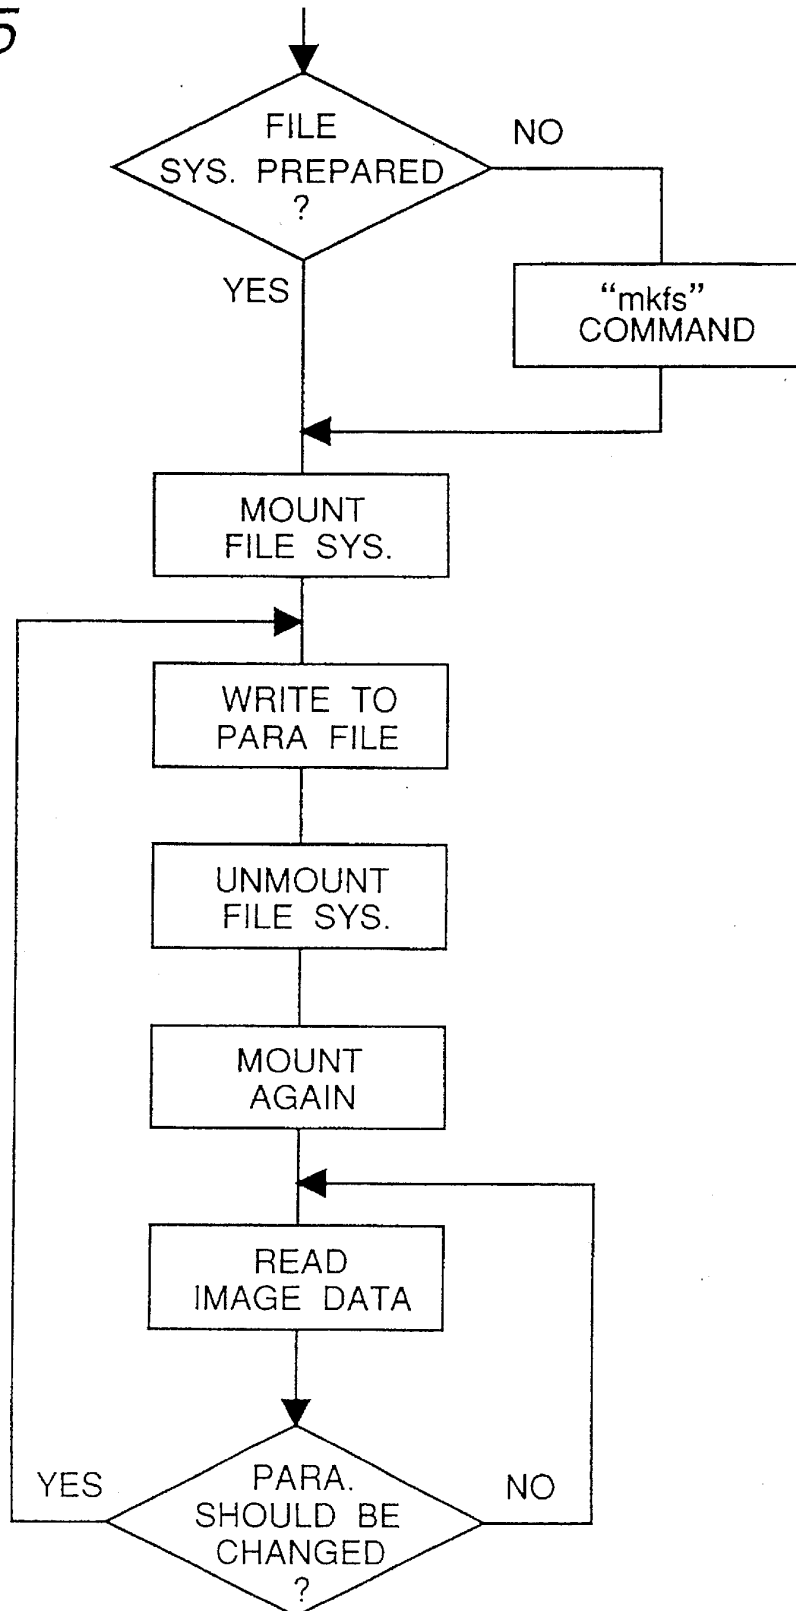 5
FILE
SYS. PREPARED
?
NO
YES
“mkfs”
COMMAND
MOUNT
FILE SYS.
WRITE TO
PARA FILE
UNMOUNT
FILE SYS.
MOUNT
AGAIN
READ
IMAGE DATA
YES
PARA.
SHOULD BE
CHANGED
?
NO